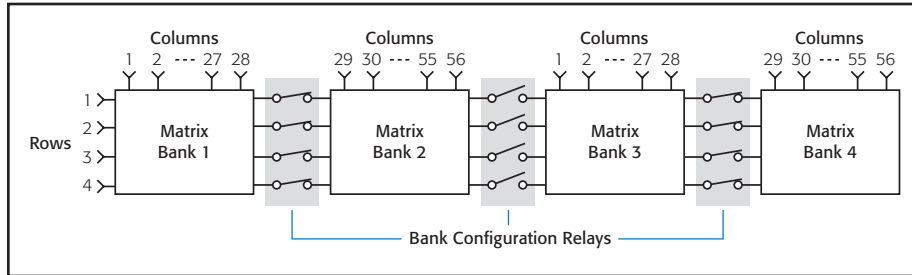 Columns Columns Columns Columns
1 2 --- 27 28 29 30 --- 55 56 1 2 --- 27 28 29 30 --- 55 56
1
2
Rows
3
4
Matrix
Bank 1
Matrix
Bank 2
Matrix
Bank 3
Matrix
Bank 4
Bank Configuration Relays